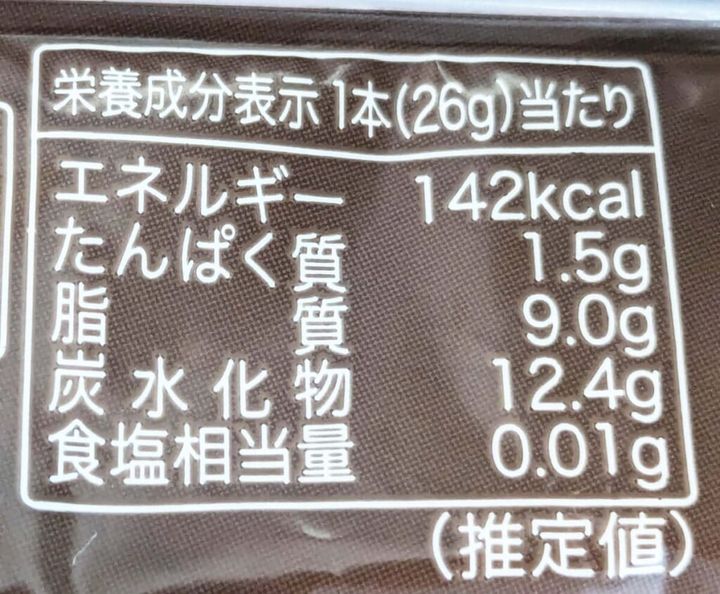 栄養成分表示 1本(26g)当たり
エネルギー 142kcal
たんぱく質 1.5g
脂質 9.0g
炭水化物 12.4g
食塩相当量 0.01g
(推定値)